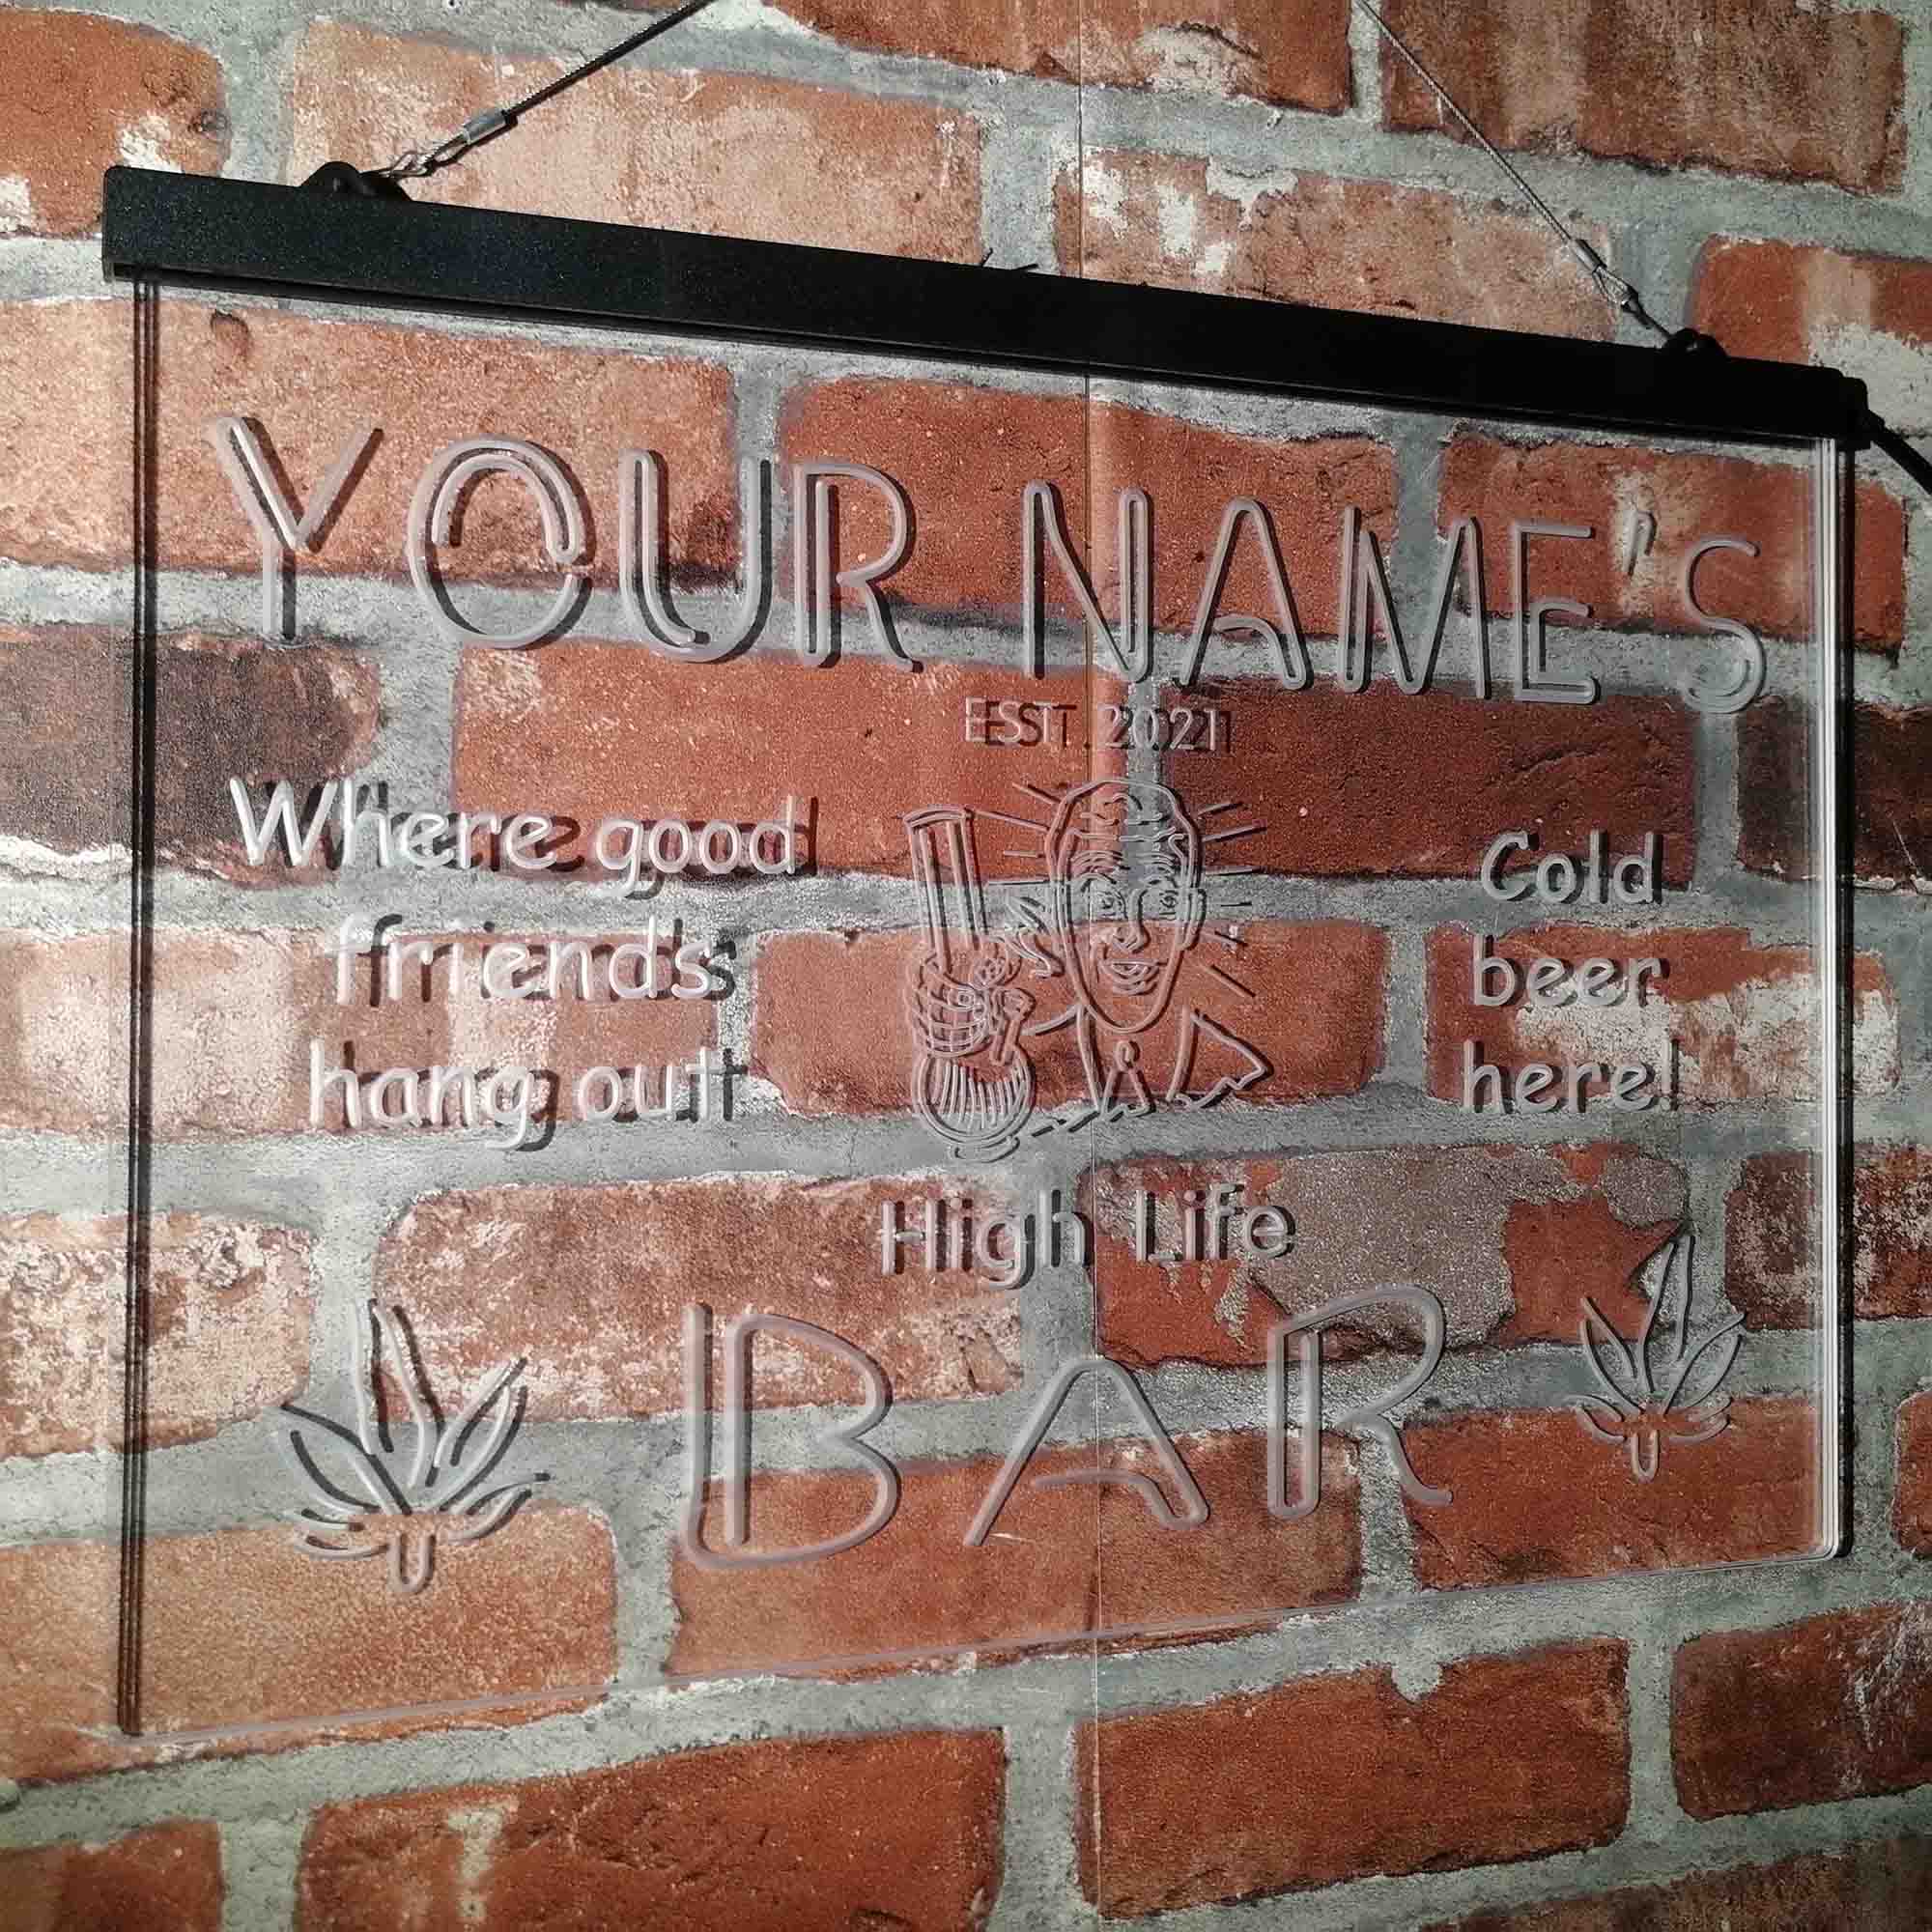 YOUR NAME'S
EST. 2021
Where good
friends
hang out
Cold
beer
here!
High Life
BAR